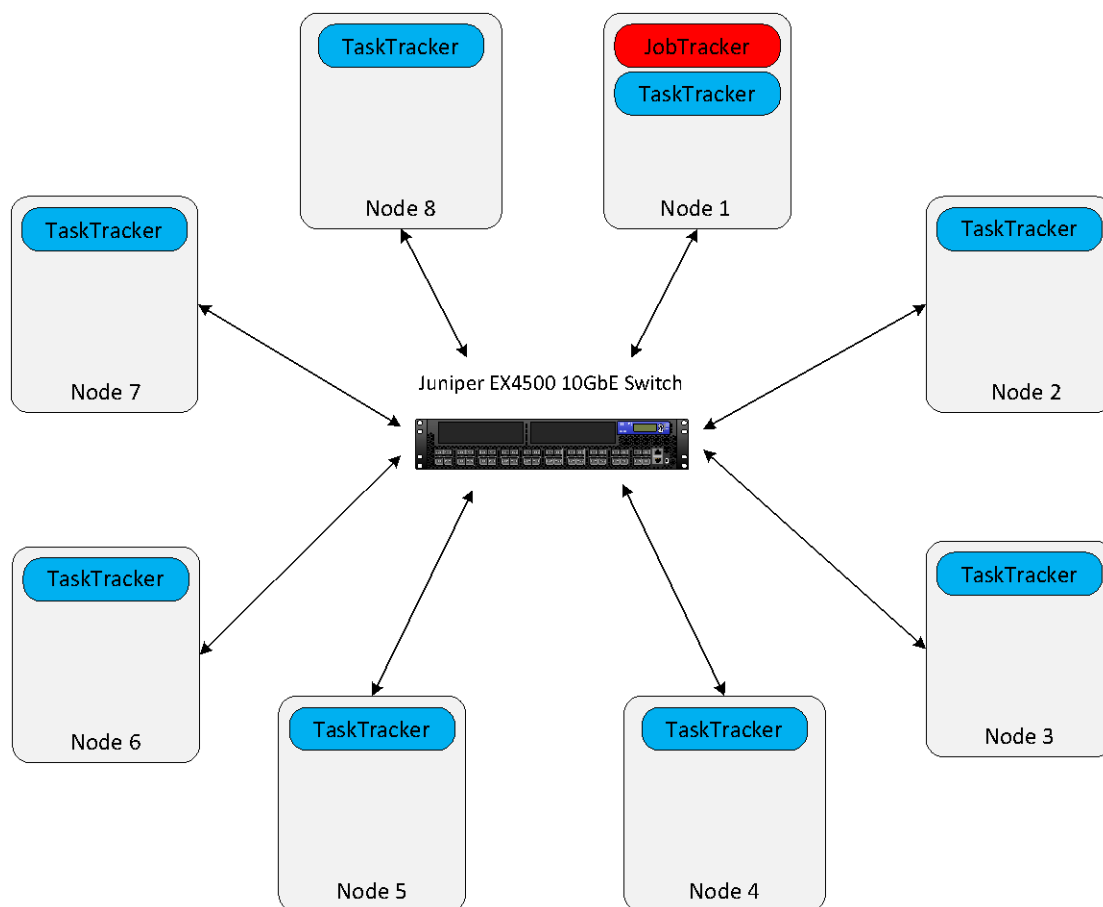 TaskTracker
Node 8
JobTracker
TaskTracker
Node 1
TaskTracker
Node 7
TaskTracker
Node 2
Juniper EX4500 10GbE Switch
TaskTracker
Node 6
TaskTracker
Node 3
TaskTracker
Node 5
TaskTracker
Node 4